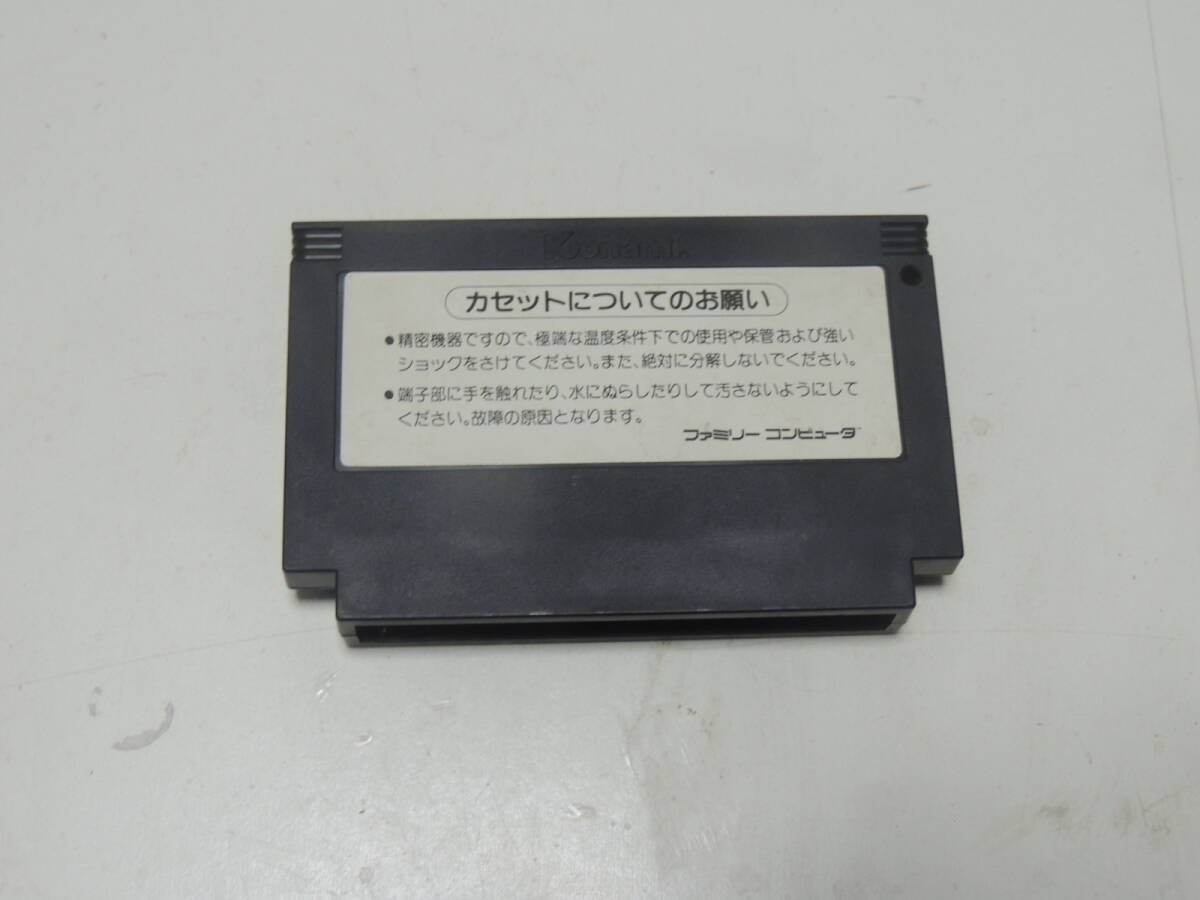 Konami
カセットについてのお願い
●精密機器ですので、極端な温度条件下での使用や保管および強い
ショックをさけてください。また、絶対に分解しないでください。
●端子部に手を触れたり、水にぬらしたりして汚さないようにして
ください。故障の原因となります。
ファミリーコンピュータ™